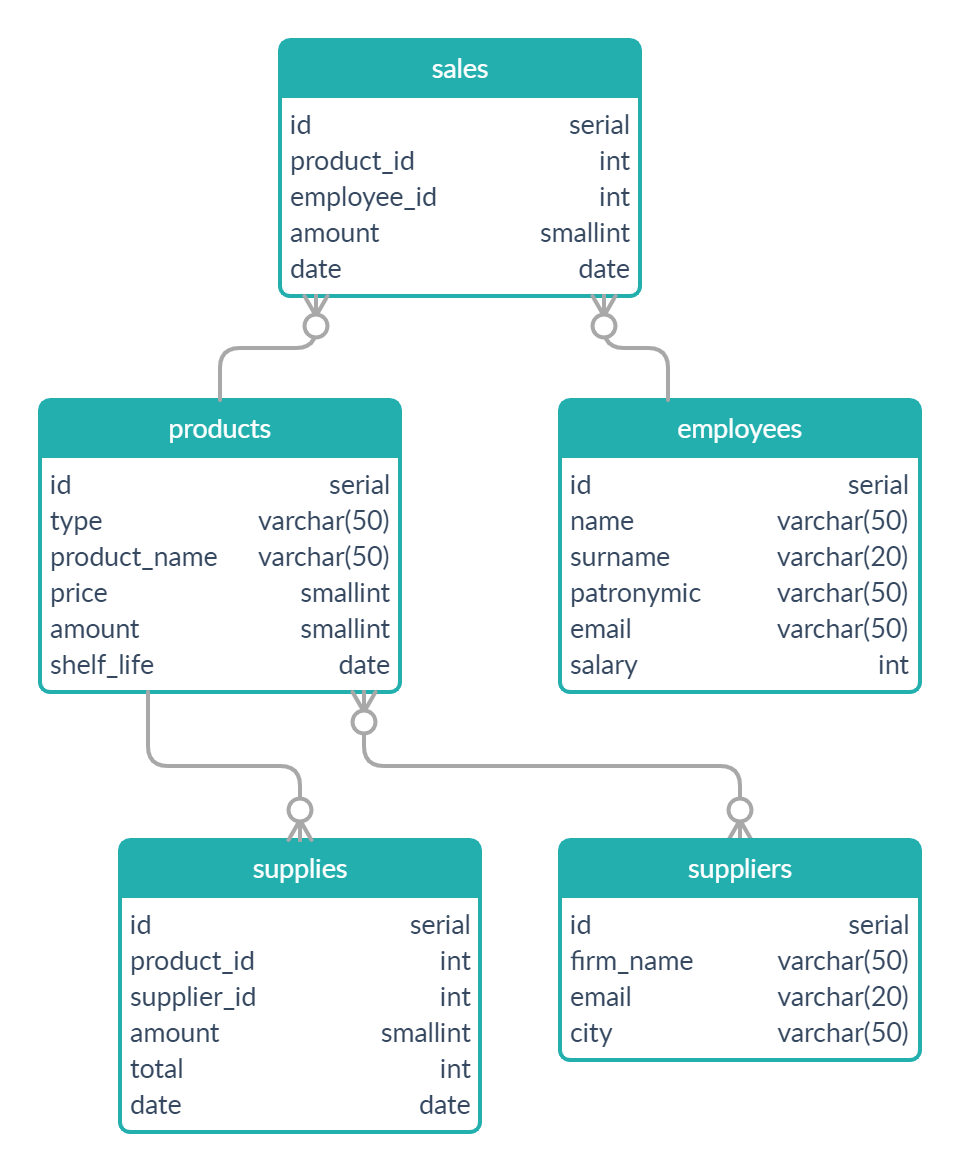 sales
id serial
product_id int
employee_id int
amount smallint
date date
products
id serial
type varchar(50)
product_name varchar(50)
price smallint
amount smallint
shelf_life date
employees
id serial
name varchar(50)
surname varchar(20)
patronymic varchar(50)
email varchar(50)
salary int
supplies
id serial
product_id int
supplier_id int
amount smallint
total int
date date
suppliers
id serial
firm_name varchar(50)
email varchar(20)
city varchar(50)